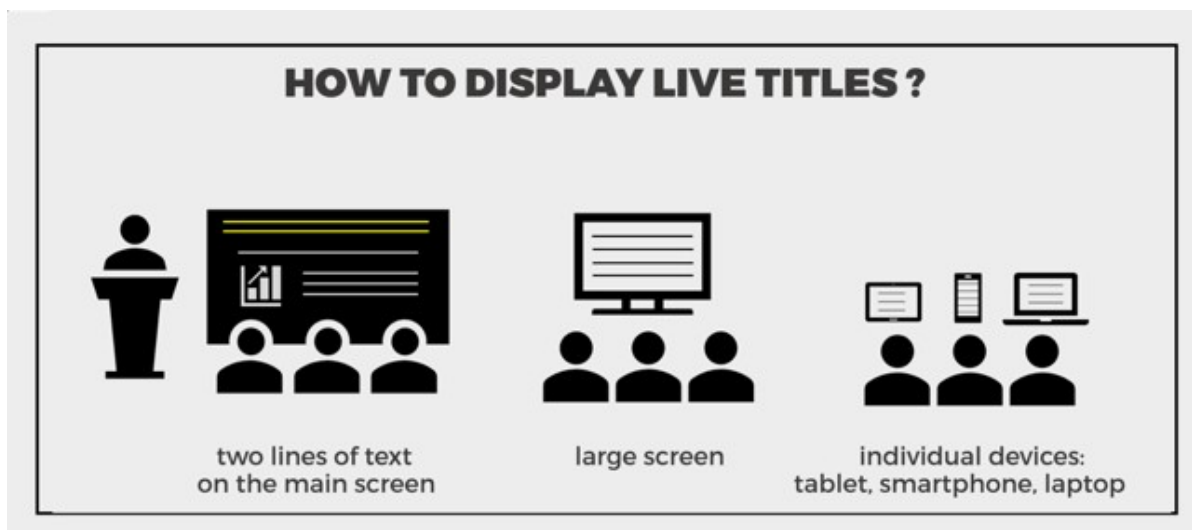 HOW TO DISPLAY LIVE TITLES ?
two lines of text
on the main screen
large screen
individual devices:
tablet, smartphone, laptop